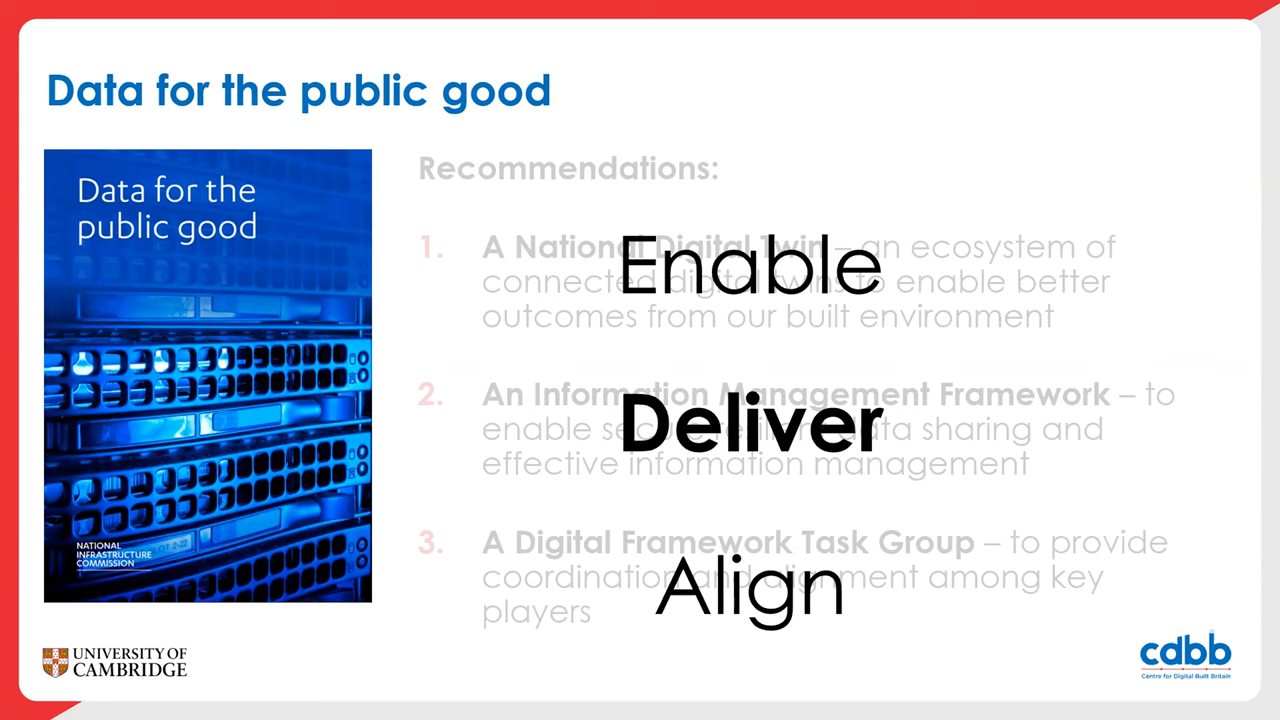 Data for the public good
Data for the
public good
NATIONAL
INFRASTRUCTURE
COMMISSION
Recommendations:
1. A National Digital Twin – an ecosystem of
connected digital twins to enable better
outcomes from our built environment
Enable
2. An Information Management Framework – to
enable data sharing and
effective information management
Deliver
3. A Digital Framework Task Group – to provide
coordination and alignment among key
players
Align
UNIVERSITY OF
CAMBRIDGE
cdbb
Centre for Digital Built Britain